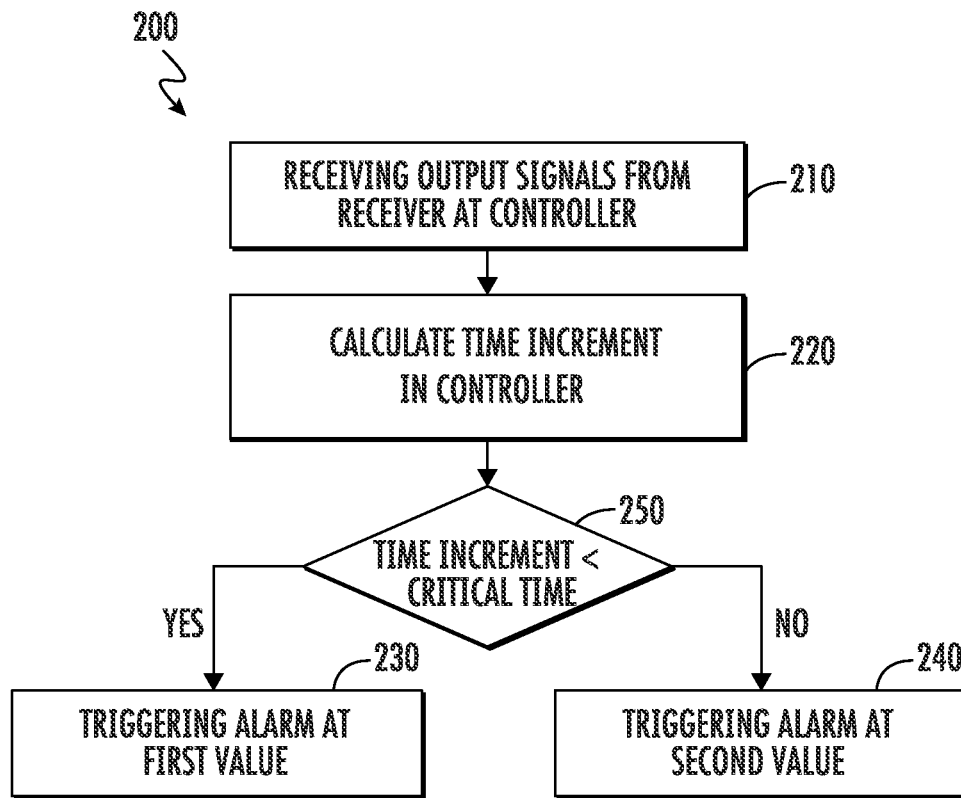 200
RECEIVING OUTPUT SIGNALS FROM
RECEIVER AT CONTROLLER
210
CALCULATE TIME INCREMENT
IN CONTROLLER
220
250
TIME INCREMENT <
CRITICAL TIME
YES
NO
230
TRIGGERING ALARM AT
FIRST VALUE
240
TRIGGERING ALARM AT
SECOND VALUE